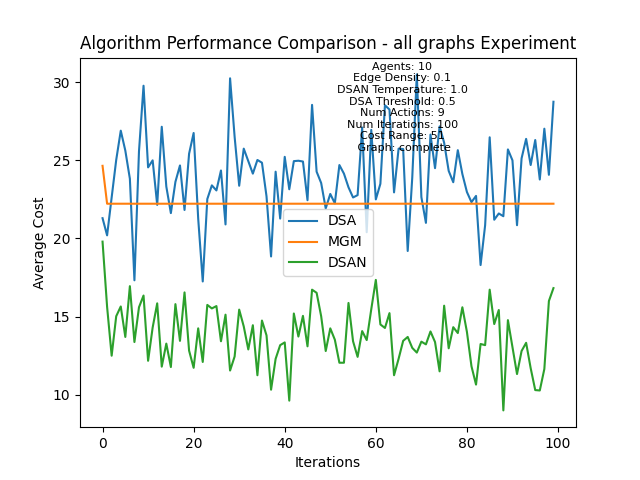 Algorithm Performance Comparison - all graphs Experiment
Agents: 10
Edge Density: 0.1
DSAN Temperature: 1.0
DSA Threshold: 0.5
Num Actions: 9
Num Iterations: 100
Cost Range: 51
Graph: complete
30
25
20
15
10
Average Cost
DSA
MGM
DSAN
0
20
40
60
80
100
Iterations